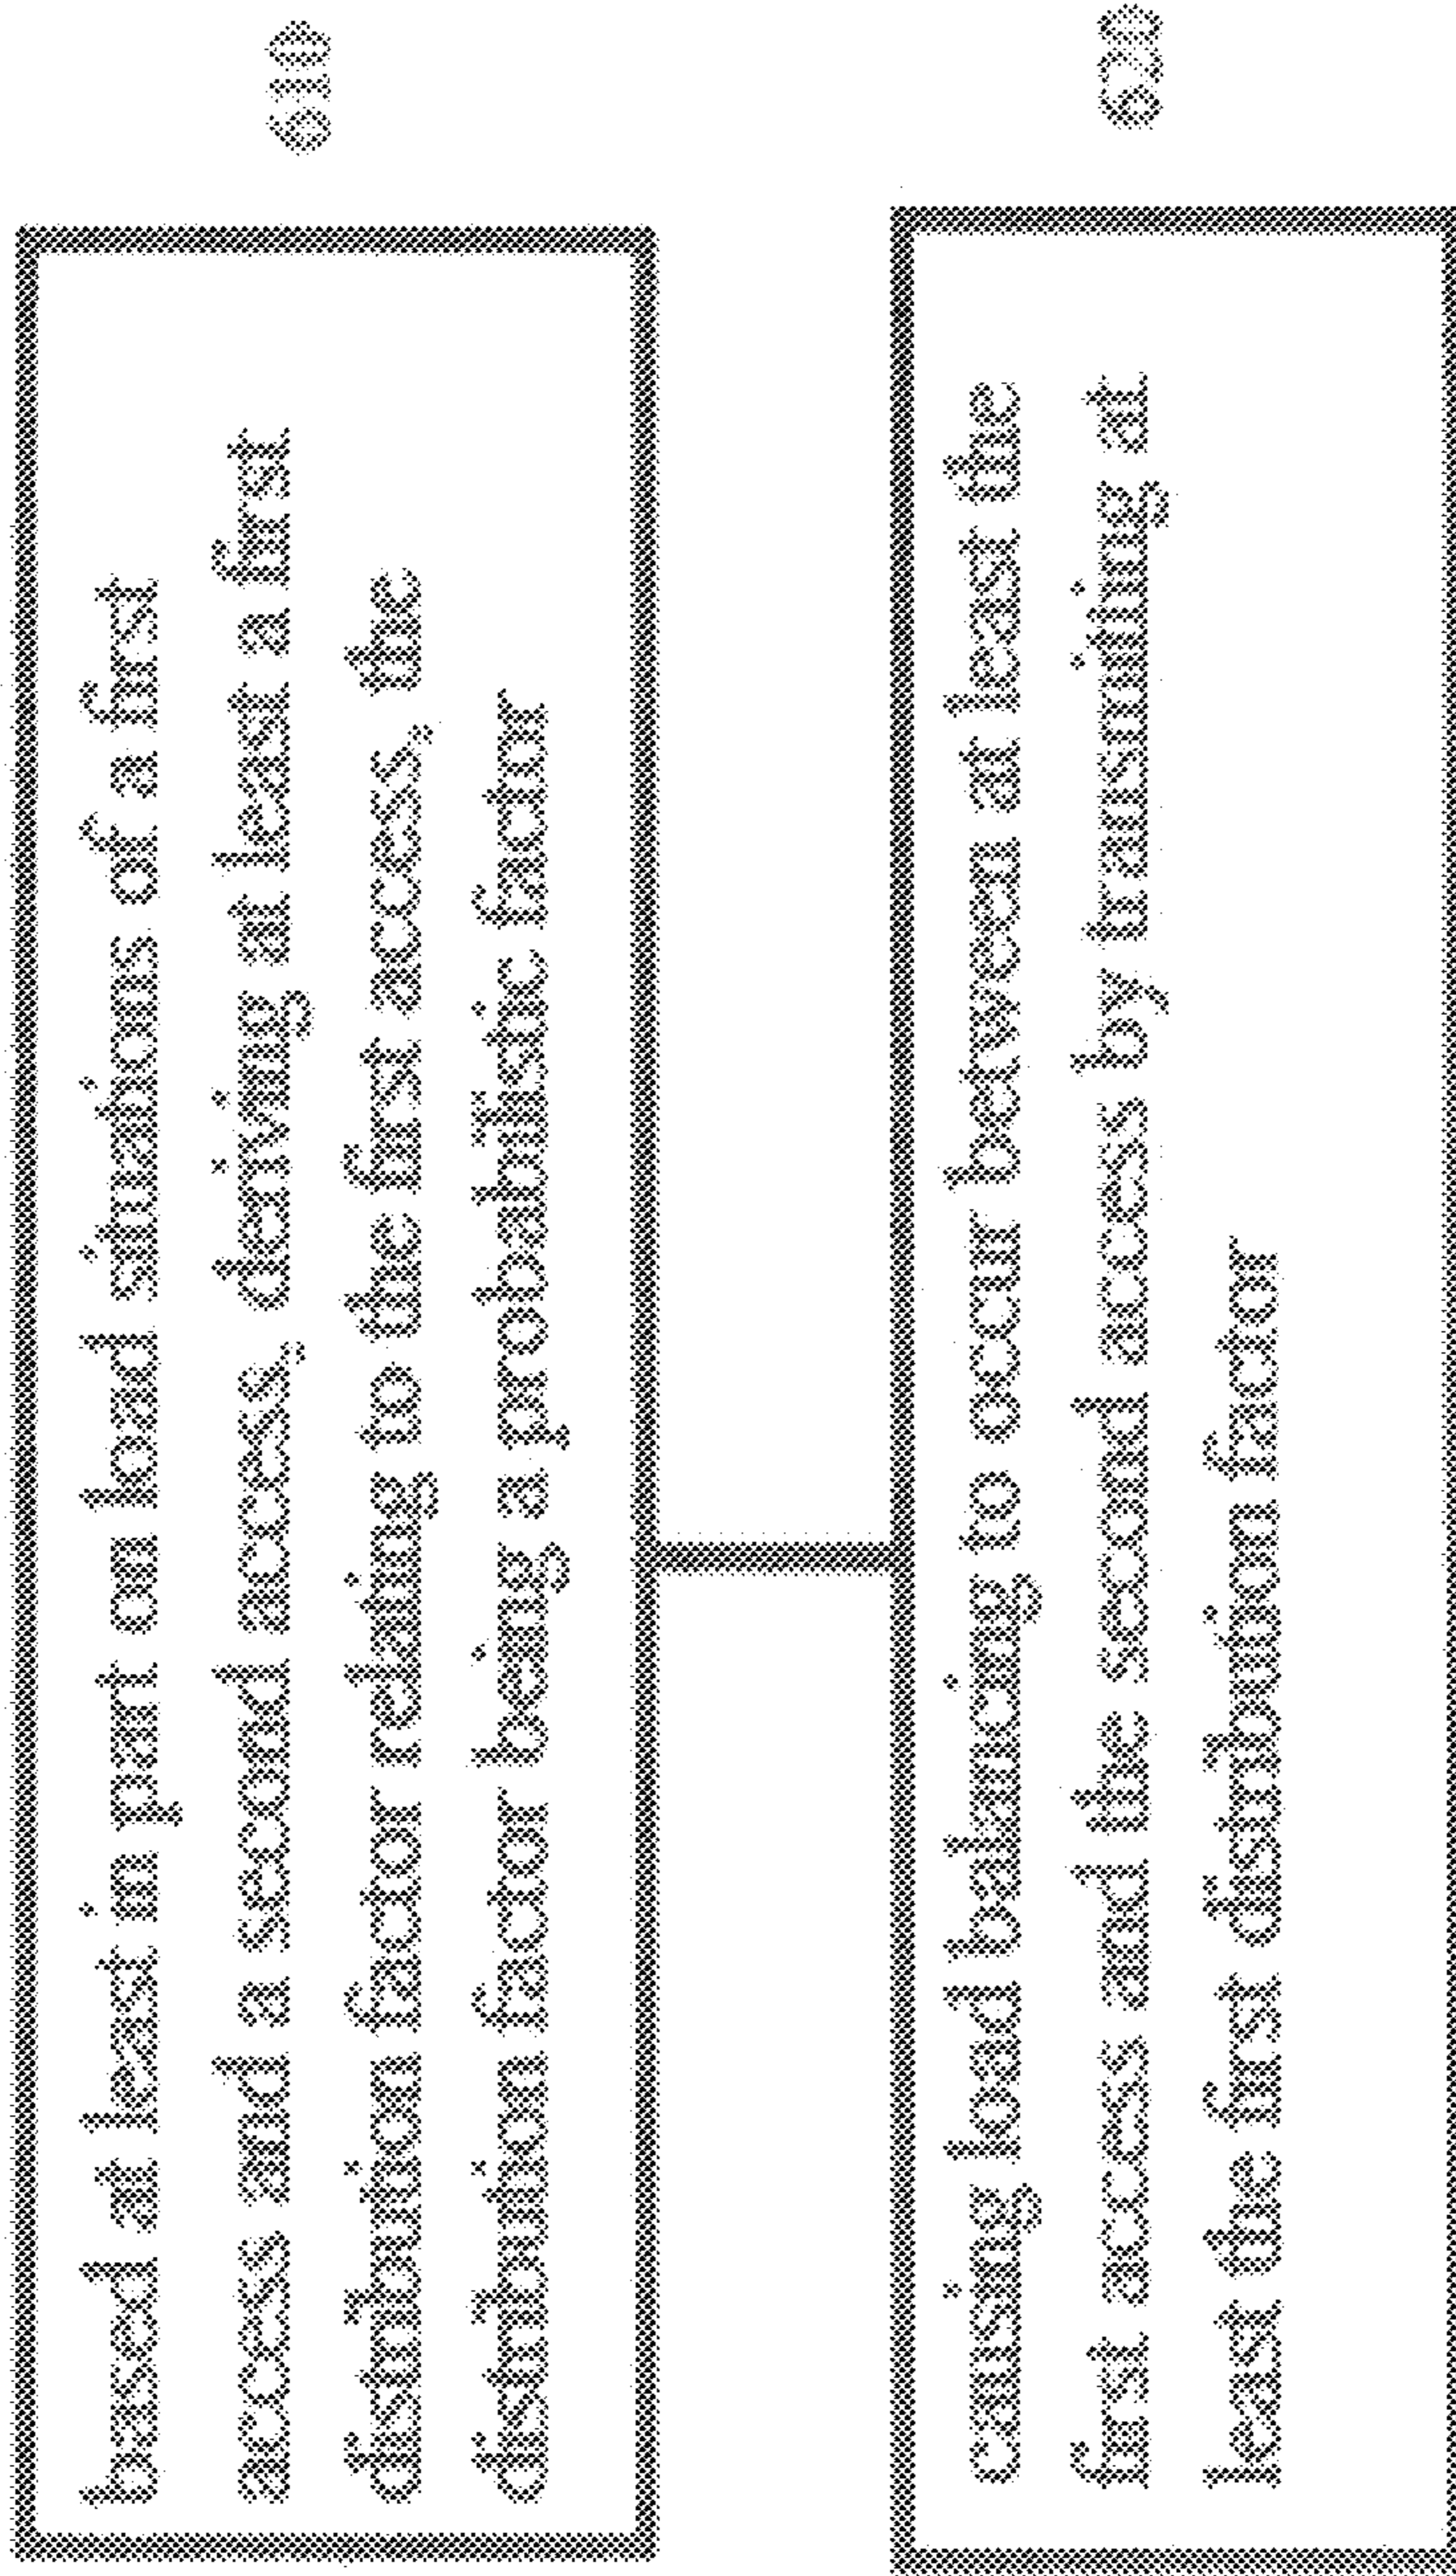 based at least in part on load situations of a first
access and a second access, deriving at least a first
distribution factor relating to the first access, the
distribution factor being a probabilistic factor
610
causing load balancing to occur between at least the
first access and the second access by transmitting at
least the first distribution factor
620